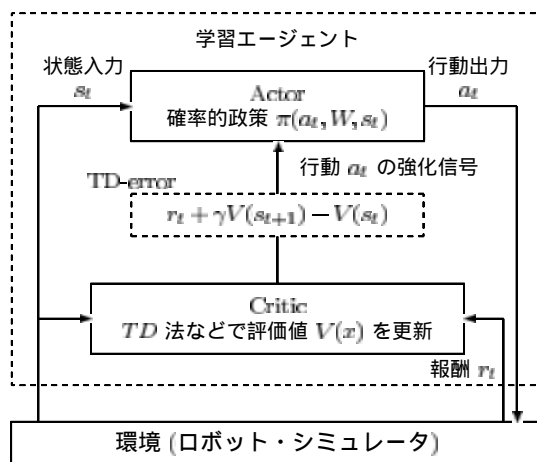 学習エージェント
状態入力
s_t
行動出力
a_t
Actor
確率的政策 π(a_t, W, s_t)
行動 a_t の強化信号
TD-error
r_t + γV(s_{t+1}) − V(s_t)
Critic
TD 法などで評価値 V(x) を更新
報酬 r_t
環境 (ロボット・シミュレータ)